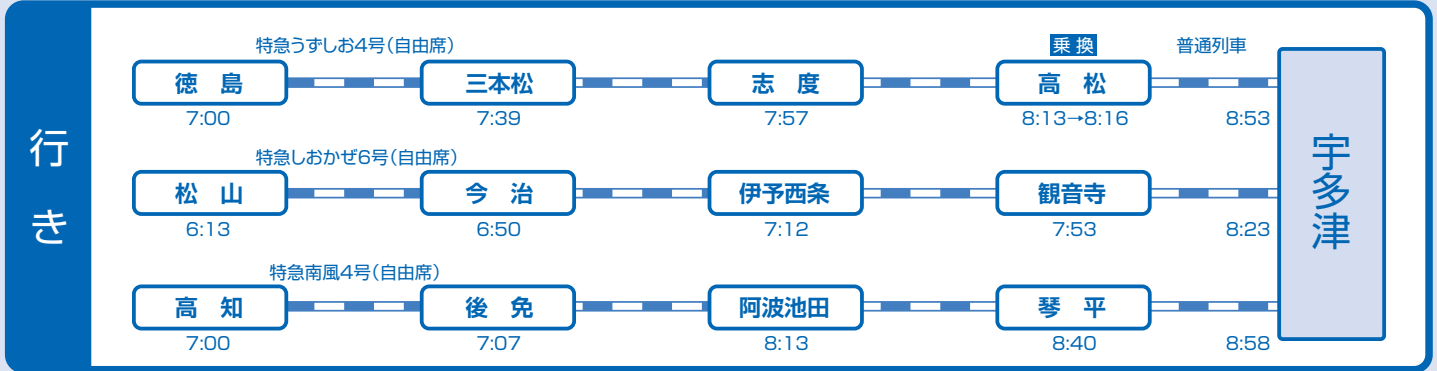 行き
特急うずしお4号(自由席) 乗換 普通列車
徳島 三本松 志度 高松
7:00 7:39 7:57 8:13→8:16 8:53
特急しおかぜ6号(自由席)
松山 今治 伊予西条 観音寺
6:13 6:50 7:12 7:53 8:23
特急南風4号(自由席)
高知 後免 阿波池田 琴平
7:00 7:07 8:13 8:40 8:58
宇多津